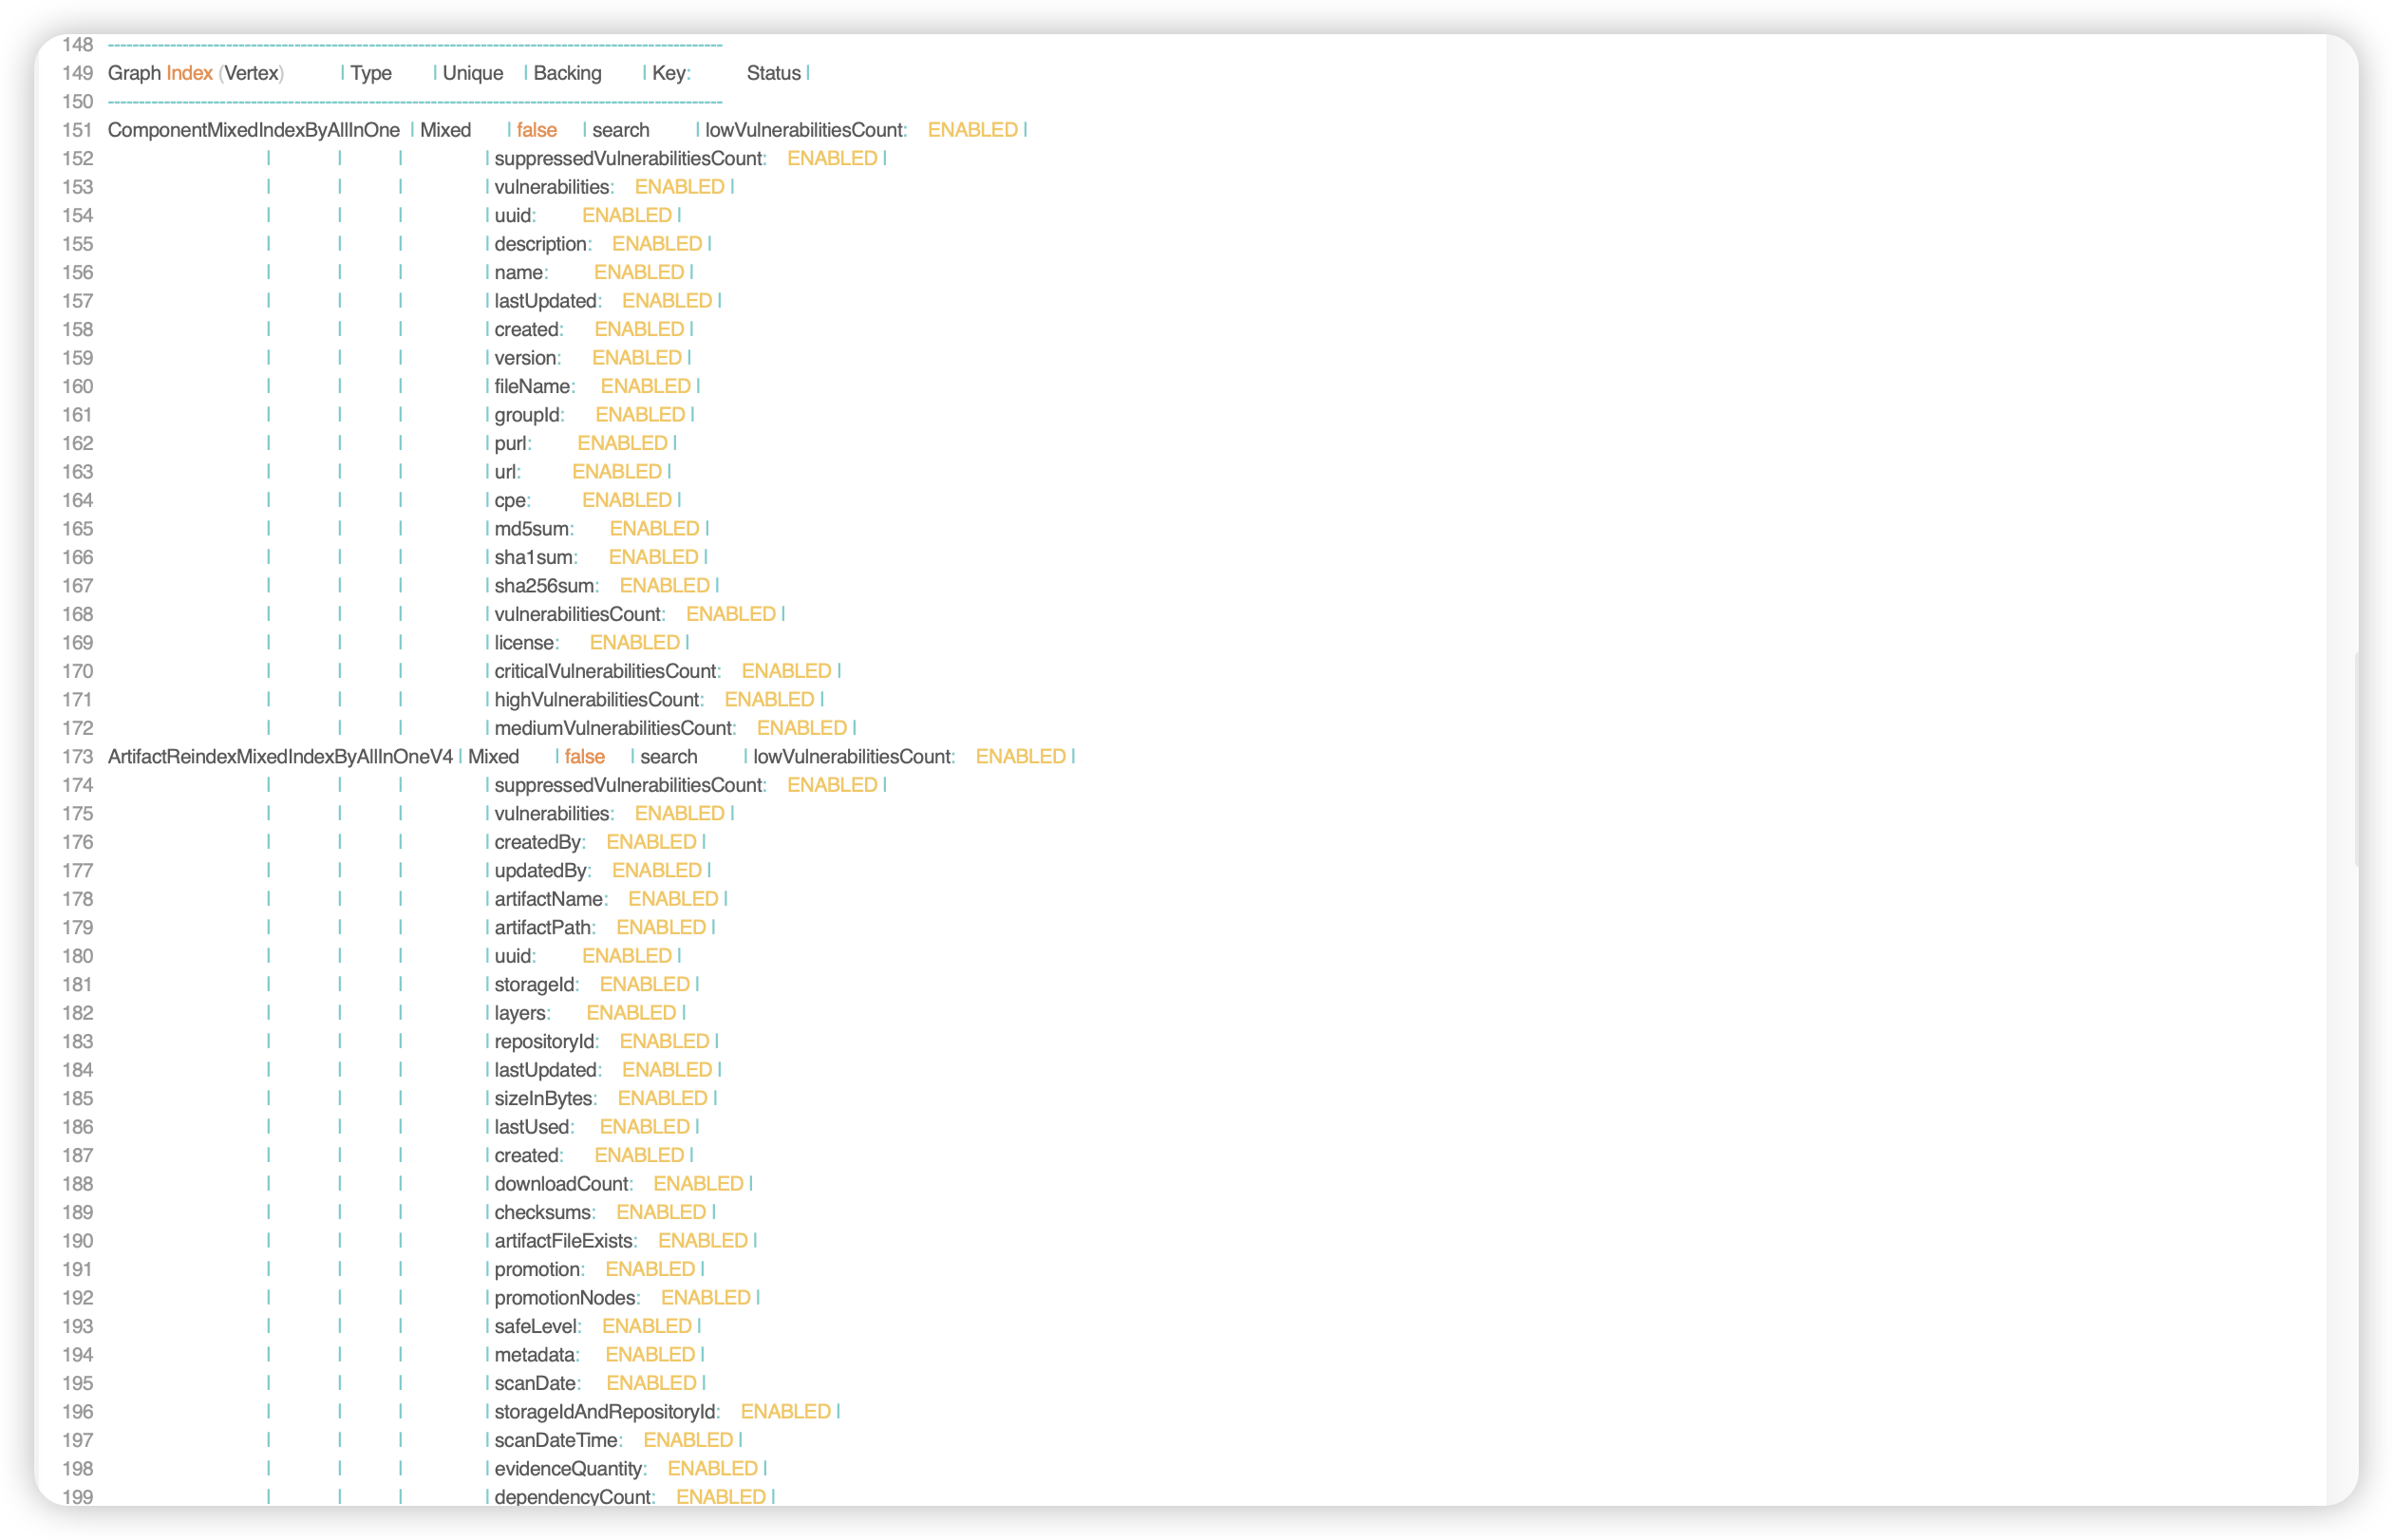 148 ---------------------------------------------------------------------------------------------------
149 Graph Index (Vertex) | Type | Unique | Backing | Key: Status |
150 ---------------------------------------------------------------------------------------------------
151 ComponentMixedIndexByAllInOne | Mixed | false | search | lowVulnerabilitiesCount: ENABLED |
152 | | | | suppressedVulnerabilitiesCount: ENABLED |
153 | | | | vulnerabilities: ENABLED |
154 | | | | uuid: ENABLED |
155 | | | | description: ENABLED |
156 | | | | name: ENABLED |
157 | | | | lastUpdated: ENABLED |
158 | | | | created: ENABLED |
159 | | | | version: ENABLED |
160 | | | | fileName: ENABLED |
161 | | | | groupId: ENABLED |
162 | | | | purl: ENABLED |
163 | | | | url: ENABLED |
164 | | | | cpe: ENABLED |
165 | | | | md5sum: ENABLED |
166 | | | | sha1sum: ENABLED |
167 | | | | sha256sum: ENABLED |
168 | | | | vulnerabilitiesCount: ENABLED |
169 | | | | license: ENABLED |
170 | | | | criticalVulnerabilitiesCount: ENABLED |
171 | | | | highVulnerabilitiesCount: ENABLED |
172 | | | | mediumVulnerabilitiesCount: ENABLED |
173 ArtifactReindexMixedIndexByAllInOneV4 | Mixed | false | search | lowVulnerabilitiesCount: ENABLED |
174 | | | | suppressedVulnerabilitiesCount: ENABLED |
175 | | | | vulnerabilities: ENABLED |
176 | | | | createdBy: ENABLED |
177 | | | | updatedBy: ENABLED |
178 | | | | artifactName: ENABLED |
179 | | | | artifactPath: ENABLED |
180 | | | | uuid: ENABLED |
181 | | | | storageId: ENABLED |
182 | | | | layers: ENABLED |
183 | | | | repositoryId: ENABLED |
184 | | | | lastUpdated: ENABLED |
185 | | | | sizeInBytes: ENABLED |
186 | | | | lastUsed: ENABLED |
187 | | | | created: ENABLED |
188 | | | | downloadCount: ENABLED |
189 | | | | checksums: ENABLED |
190 | | | | artifactFileExists: ENABLED |
191 | | | | promotion: ENABLED |
192 | | | | promotionNodes: ENABLED |
193 | | | | safeLevel: ENABLED |
194 | | | | metadata: ENABLED |
195 | | | | scanDate: ENABLED |
196 | | | | storageIdAndRepositoryId: ENABLED |
197 | | | | scanDateTime: ENABLED |
198 | | | | evidenceQuantity: ENABLED |
199 | | | | dependencyCount: ENABLED |